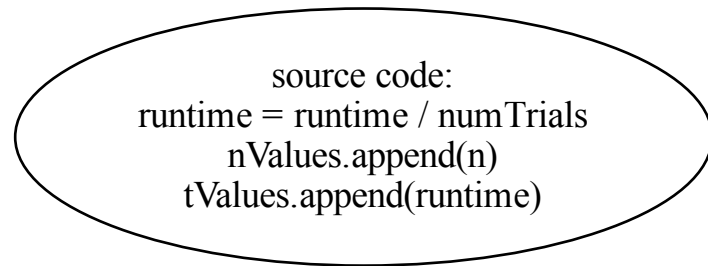 source code:
runtime = runtime / numTrials
nValues.append(n)
tValues.append(runtime)